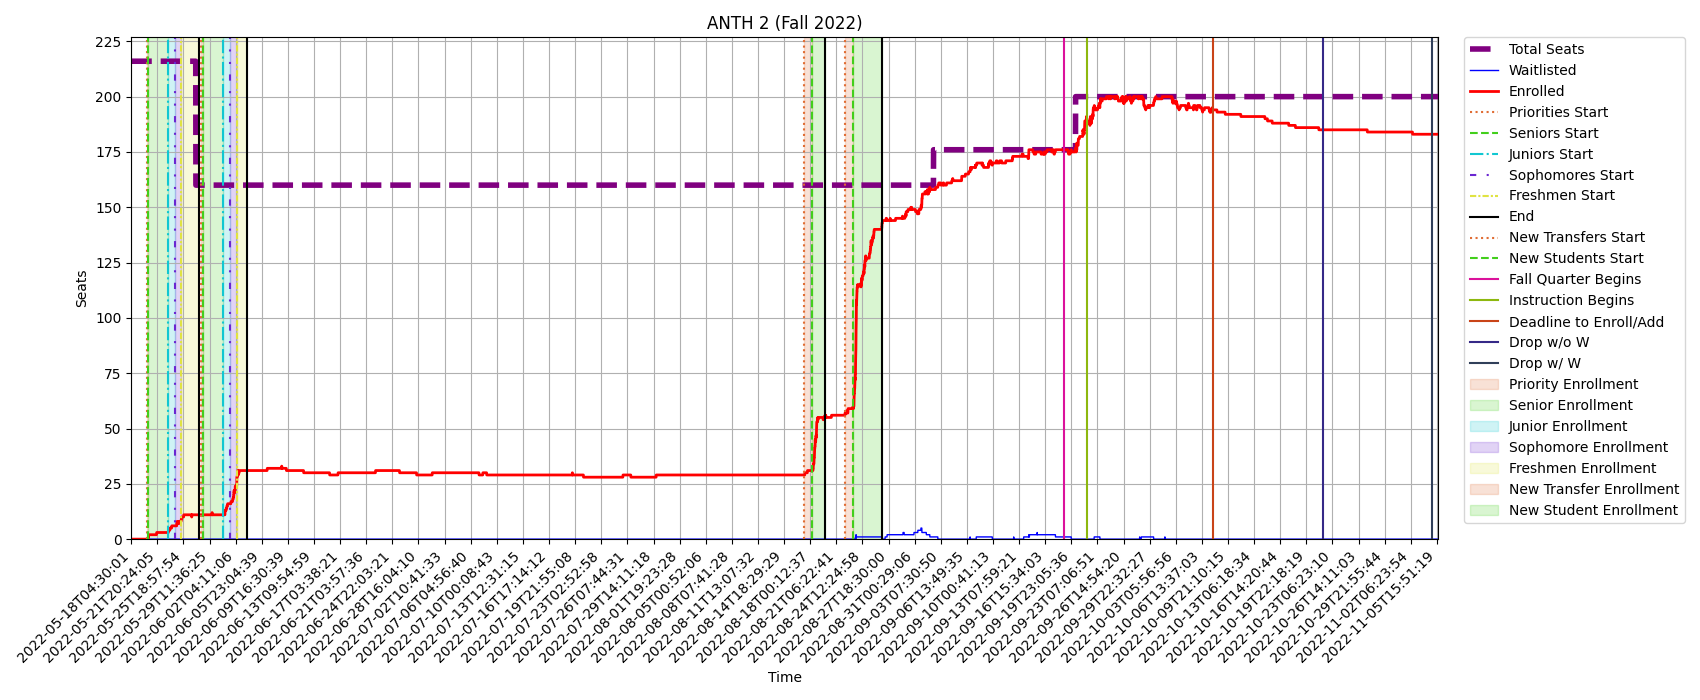 ANTH 2 (Fall 2022)
225
200
175
150
125
100
75
50
25
0
Seats
2022-05-18T04:30:01
2022-05-21T20:24:05
2022-05-25T18:57:54
2022-05-29T11:36:25
2022-06-02T04:11:06
2022-06-05T23:04:39
2022-06-09T16:30:39
2022-06-13T09:54:59
2022-06-17T03:38:21
2022-06-21T03:57:36
2022-06-24T22:03:21
2022-06-28T16:04:10
2022-07-02T10:41:33
2022-07-06T04:56:40
2022-07-10T00:08:43
2022-07-13T12:31:15
2022-07-16T17:14:12
2022-07-19T21:55:08
2022-07-23T02:52:58
2022-07-26T07:44:31
2022-07-29T14:11:18
2022-08-01T19:23:28
2022-08-05T00:52:06
2022-08-08T07:41:28
2022-08-11T13:07:32
2022-08-14T18:29:29
2022-08-18T00:12:37
2022-08-21T06:22:41
2022-08-24T12:24:58
2022-08-27T18:30:00
2022-08-31T00:29:06
2022-09-03T07:30:50
2022-09-06T13:49:35
2022-09-10T00:41:13
2022-09-13T07:59:21
2022-09-16T15:34:03
2022-09-19T23:05:36
2022-09-23T07:06:51
2022-09-26T14:54:20
2022-09-29T22:32:27
2022-10-03T05:56:56
2022-10-06T13:37:03
2022-10-09T21:10:15
2022-10-13T06:18:34
2022-10-16T14:20:44
2022-10-19T22:18:19
2022-10-23T06:23:10
2022-10-26T14:11:03
2022-10-29T21:55:44
2022-11-02T06:23:54
2022-11-05T15:51:19
Time
Total Seats
Waitlisted
Enrolled
Priorities Start
Seniors Start
Juniors Start
Sophomores Start
Freshmen Start
End
New Transfers Start
New Students Start
Fall Quarter Begins
Instruction Begins
Deadline to Enroll/Add
Drop w/o W
Drop w/ W
Priority Enrollment
Senior Enrollment
Junior Enrollment
Sophomore Enrollment
Freshmen Enrollment
New Transfer Enrollment
New Student Enrollment